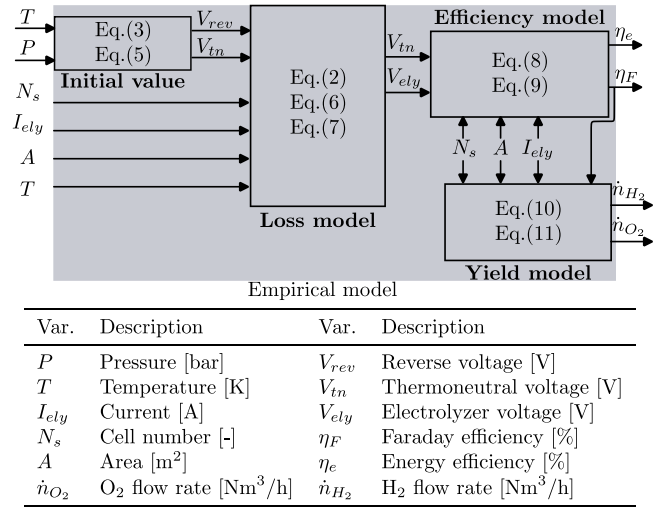 T
P
Eq.(3)
Eq.(5)
Initial value
V_rev
V_tn
N_s
I_ely
A
T
Eq.(2)
Eq.(6)
Eq.(7)
Loss model
V_tn
V_ely
Efficiency model
Eq.(8)
Eq.(9)
η_e
η_F
N_s A I_ely
Eq.(10)
Eq.(11)
Yield model
ṅ_H₂
ṅ_O₂
Empirical model
Var. Description Var. Description
P Pressure [bar] V_rev Reverse voltage [V]
T Temperature [K] V_tn Thermoneutral voltage [V]
I_ely Current [A] V_ely Electrolyzer voltage [V]
N_s Cell number [-] η_F Faraday efficiency [%]
A Area [m²] η_e Energy efficiency [%]
ṅ_O₂ O₂ flow rate [Nm³/h] ṅ_H₂ H₂ flow rate [Nm³/h]